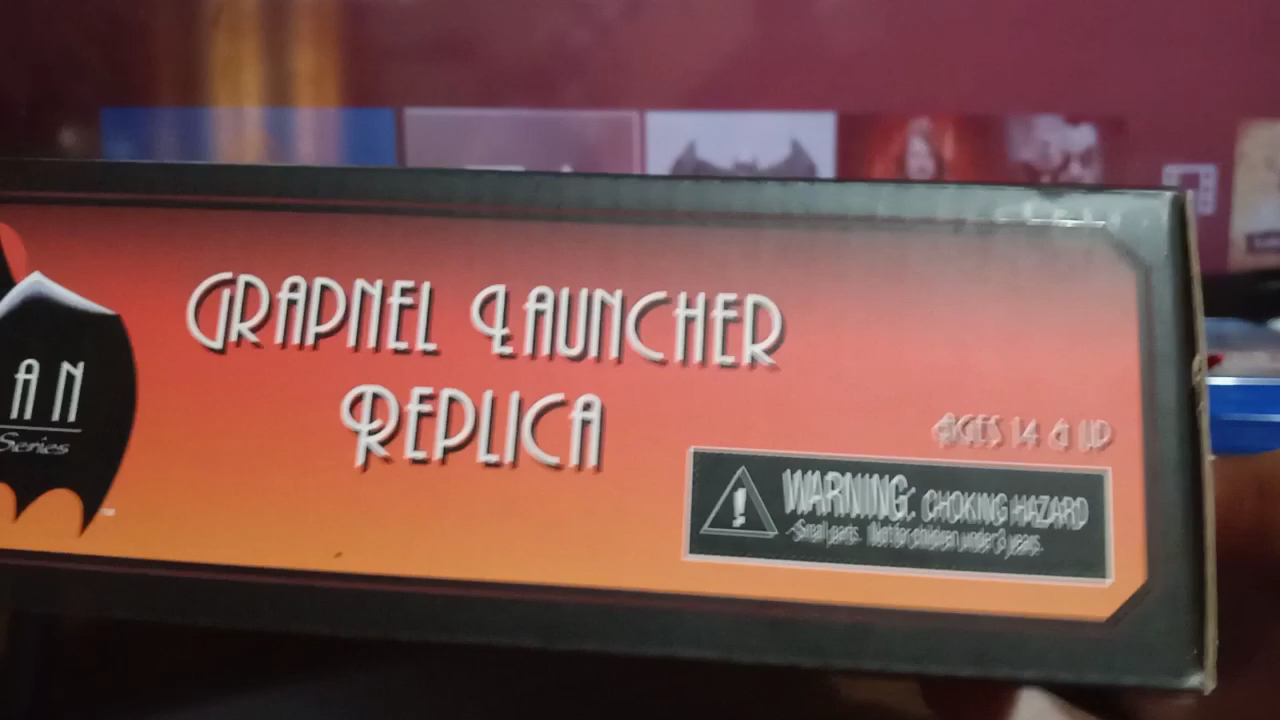 AN
Series
GRAPNEL LAUNCHER
REPLICA
AGES 14 & UP
WARNING: CHOKING HAZARD
-Small parts. Not for children under 3 years.
TM